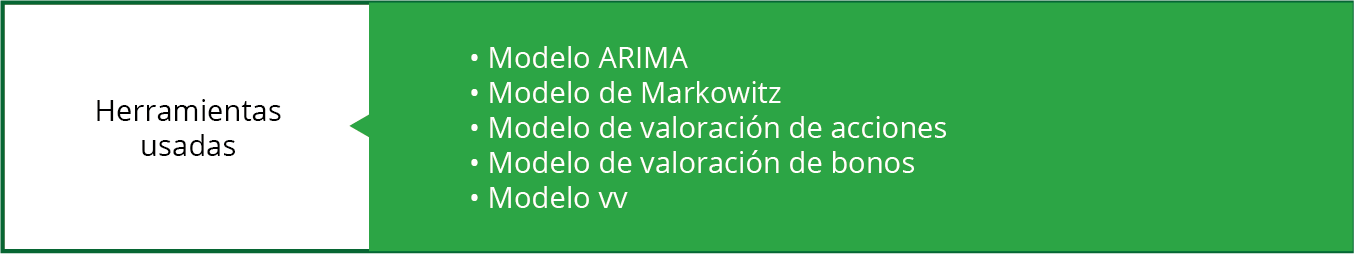 Herramientas
usadas
• Modelo ARIMA
• Modelo de Markowitz
• Modelo de valoración de acciones
• Modelo de valoración de bonos
• Modelo vv